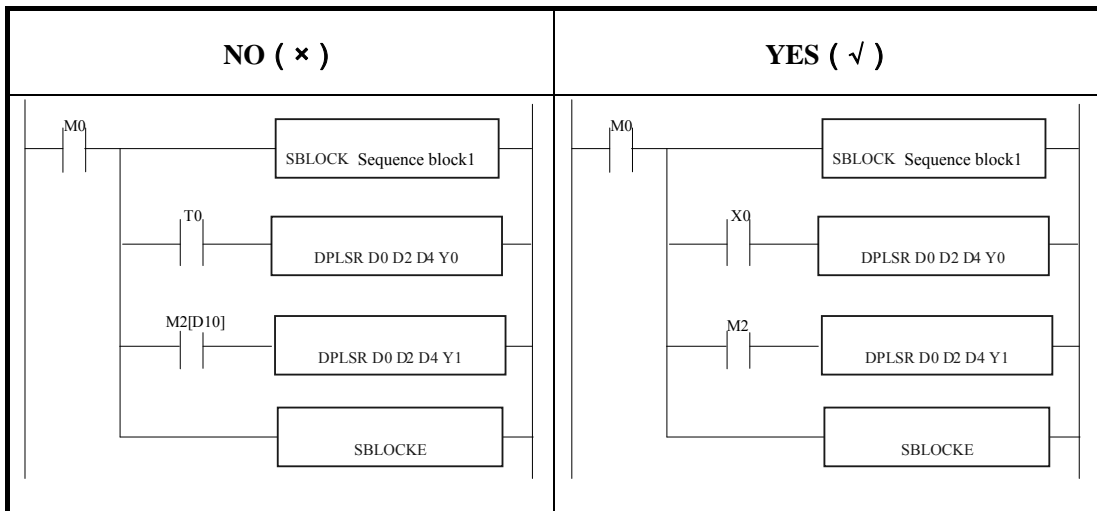 NO ( × )
YES ( √ )
M0
SBLOCK Sequence block1
T0
DPLSR D0 D2 D4 Y0
M2[D10]
DPLSR D0 D2 D4 Y1
SBLOCKE
M0
SBLOCK Sequence block1
X0
DPLSR D0 D2 D4 Y0
M2
DPLSR D0 D2 D4 Y1
SBLOCKE